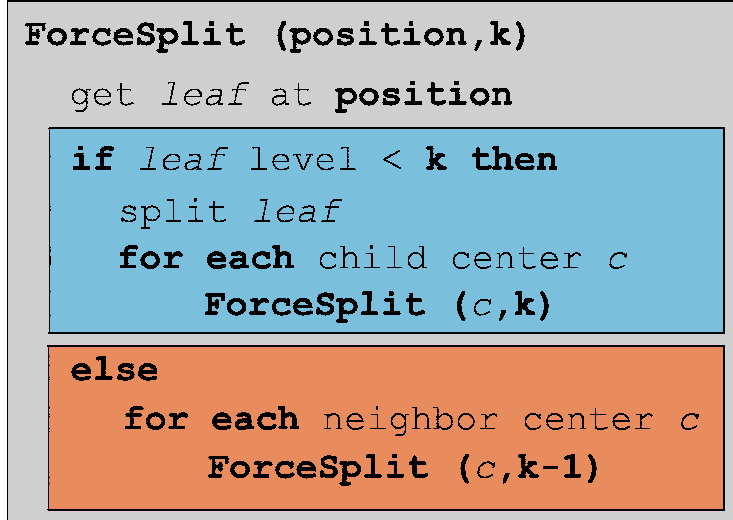 ForceSplit (position,k)
get leaf at position
if leaf level < k then
split leaf
for each child center c
ForceSplit (c,k)
else
for each neighbor center c
ForceSplit (c,k-1)